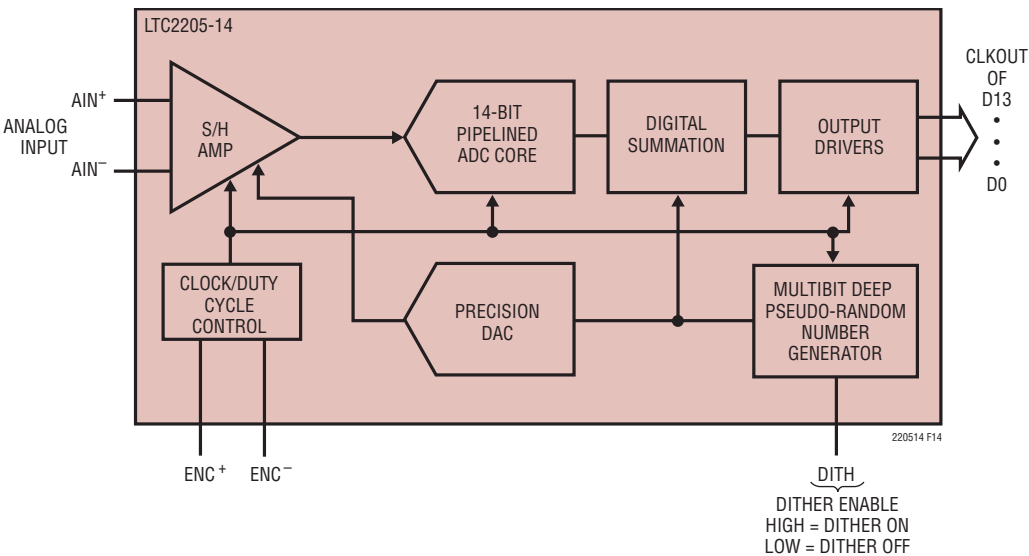 LTC2205-14
AIN+
ANALOG
INPUT
AIN−
S/H
AMP
14-BIT
PIPELINED
ADC CORE
DIGITAL
SUMMATION
OUTPUT
DRIVERS
CLKOUT
OF
D13
•
•
•
D0
CLOCK/DUTY
CYCLE
CONTROL
PRECISION
DAC
MULTIBIT DEEP
PSEUDO-RANDOM
NUMBER
GENERATOR
220514 F14
ENC +
ENC −
DITH
DITHER ENABLE
HIGH = DITHER ON
LOW = DITHER OFF